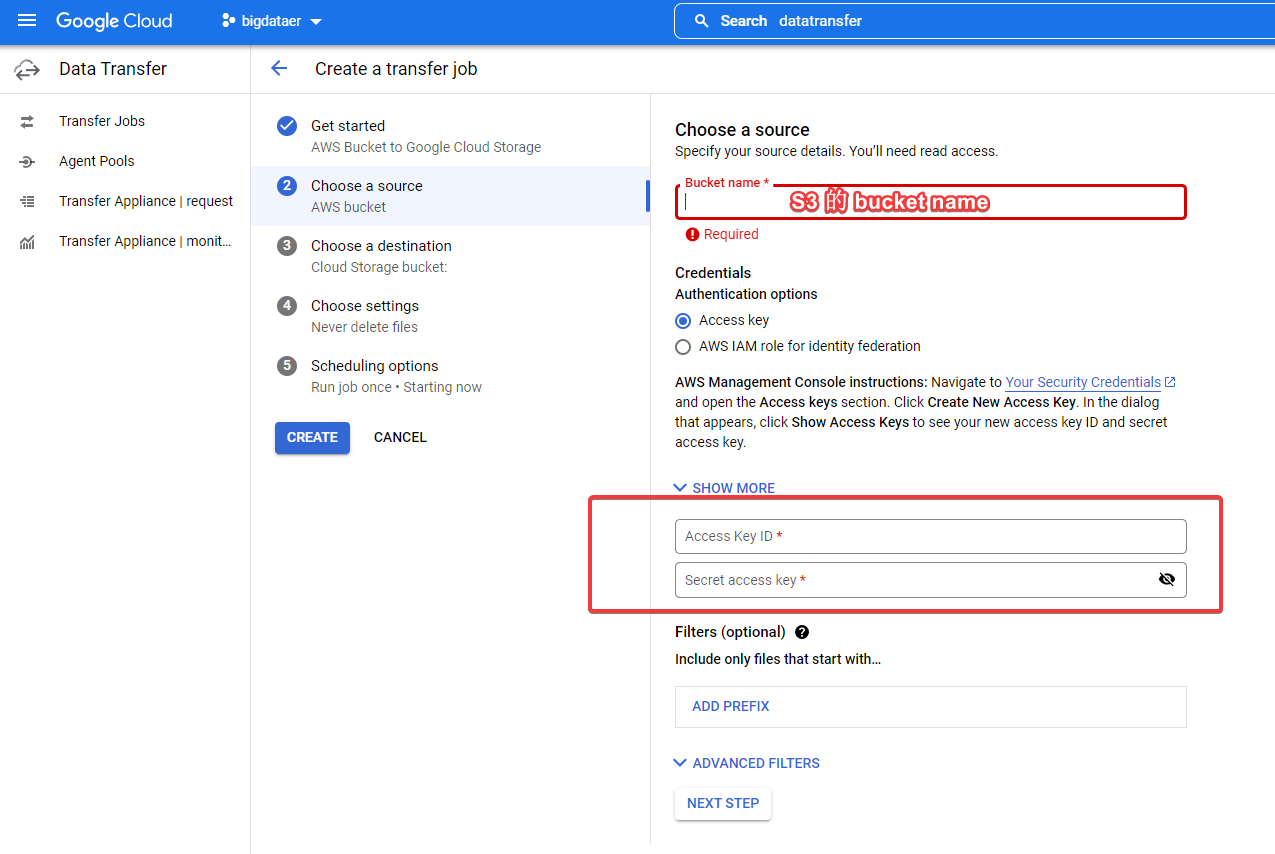 Google Cloud
bigdataer
Search datatransfer
Data Transfer
Transfer Jobs
Agent Pools
Transfer Appliance | request
Transfer Appliance | monit...
Create a transfer job
Get started
AWS Bucket to Google Cloud Storage
2 Choose a source
AWS bucket
3 Choose a destination
Cloud Storage bucket:
4 Choose settings
Never delete files
5 Scheduling options
Run job once • Starting now
CREATE CANCEL
Choose a source
Specify your source details. You’ll need read access.
Bucket name *
S3 的 bucket name
Required
Credentials
Authentication options
Access key
AWS IAM role for identity federation
AWS Management Console instructions: Navigate to Your Security Credentials
and open the Access keys section. Click Create New Access Key. In the dialog
that appears, click Show Access Keys to see your new access key ID and secret
access key.
SHOW MORE
Access Key ID *
Secret access key *
Filters (optional)
Include only files that start with...
ADD PREFIX
ADVANCED FILTERS
NEXT STEP